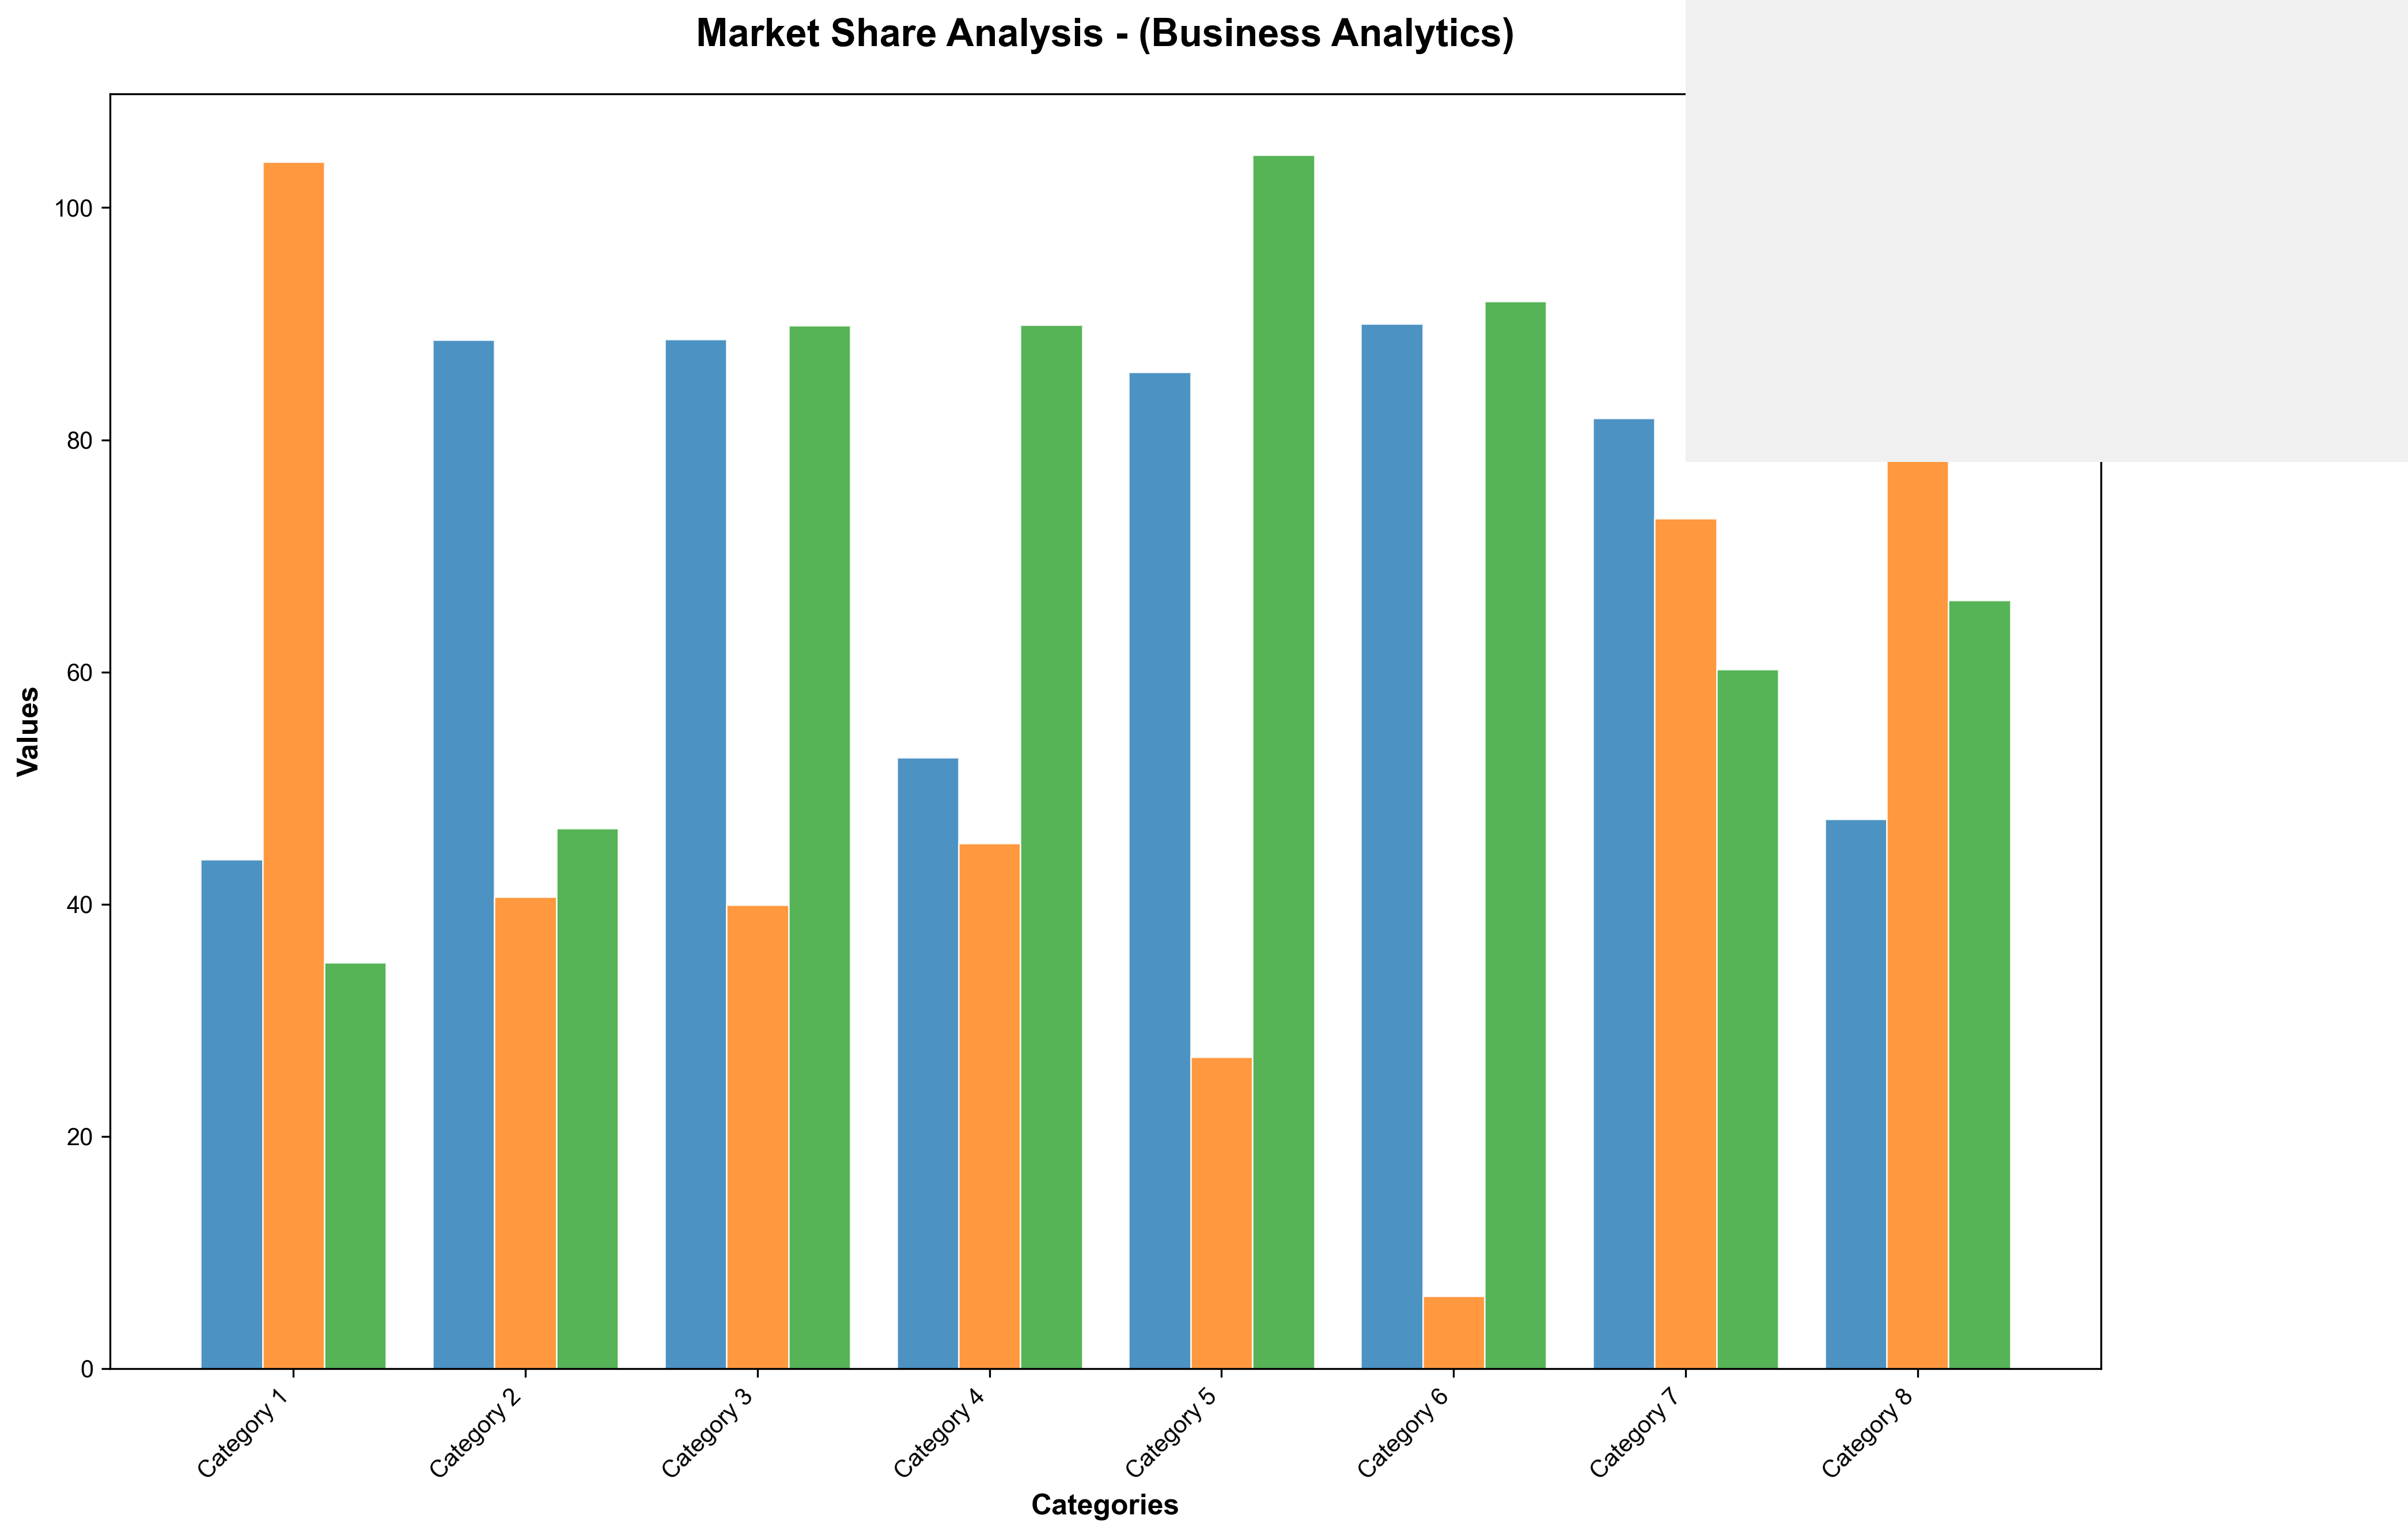 Market Share Analysis - (Business Analytics)
100
80
60
40
20
0
Values
Category 1
Category 2
Category 3
Category 4
Category 5
Category 6
Category 7
Category 8
Categories